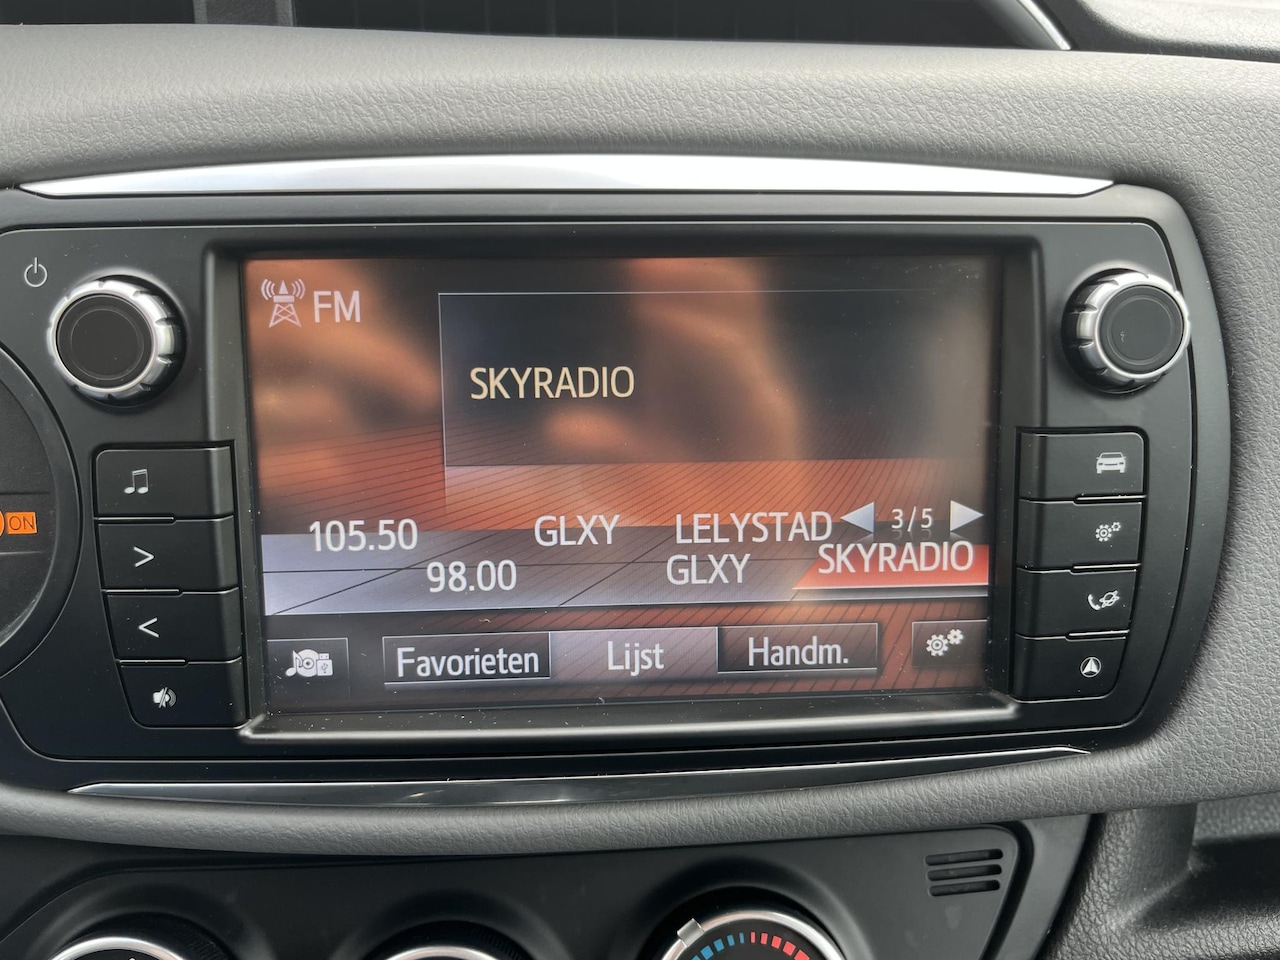 FM
SKYRADIO
105.50 GLXY LELYSTAD 3/5
98.00 GLXY SKYRADIO
Favorieten Lijst Handm.
ON